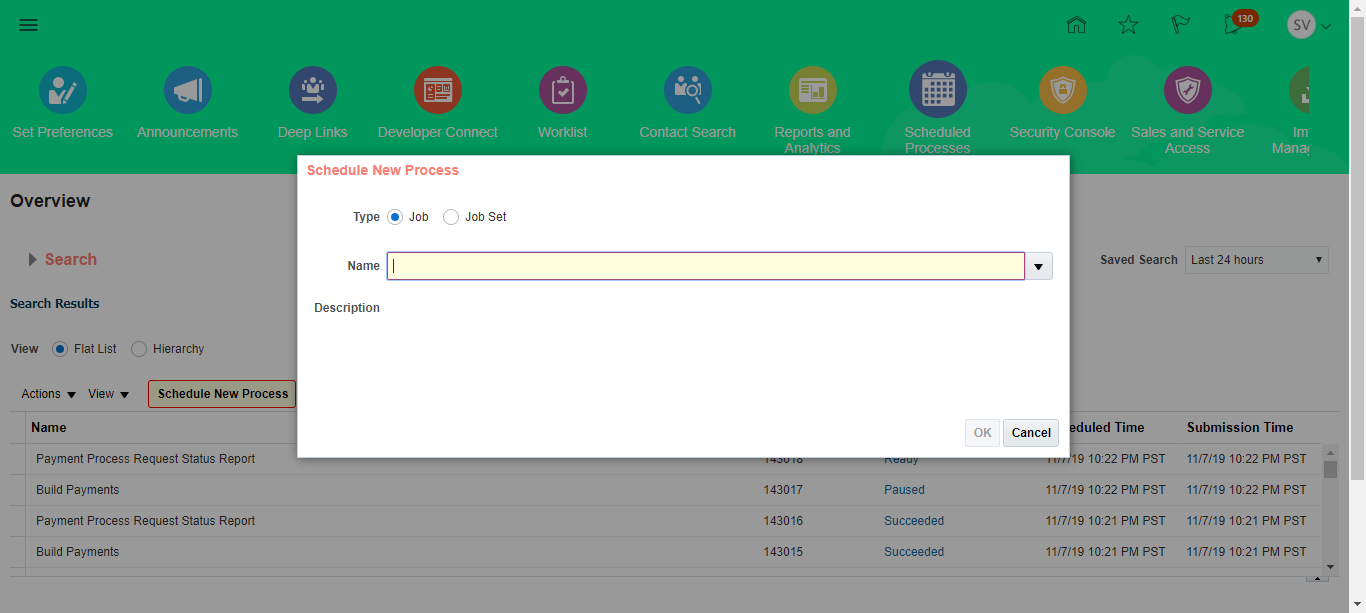 130
SV
Set Preferences
Announcements
Deep Links
Developer Connect
Worklist
Contact Search
Reports and
Analytics
Scheduled
Processes
Security Console
Sales and Service
Access
Im
Manag
Schedule New Process
Overview
Type Job Job Set
Search
Name
Saved Search Last 24 hours
Search Results
Description
View Flat List Hierarchy
Actions View Schedule New Process
OK Cancel
Name eduled Time Submission Time
Payment Process Request Status Report 143018 Ready 11/7/19 10:22 PM PST 11/7/19 10:22 PM PST
Build Payments 143017 Paused 11/7/19 10:22 PM PST 11/7/19 10:22 PM PST
Payment Process Request Status Report 143016 Succeeded 11/7/19 10:21 PM PST 11/7/19 10:21 PM PST
Build Payments 143015 Succeeded 11/7/19 10:21 PM PST 11/7/19 10:21 PM PST